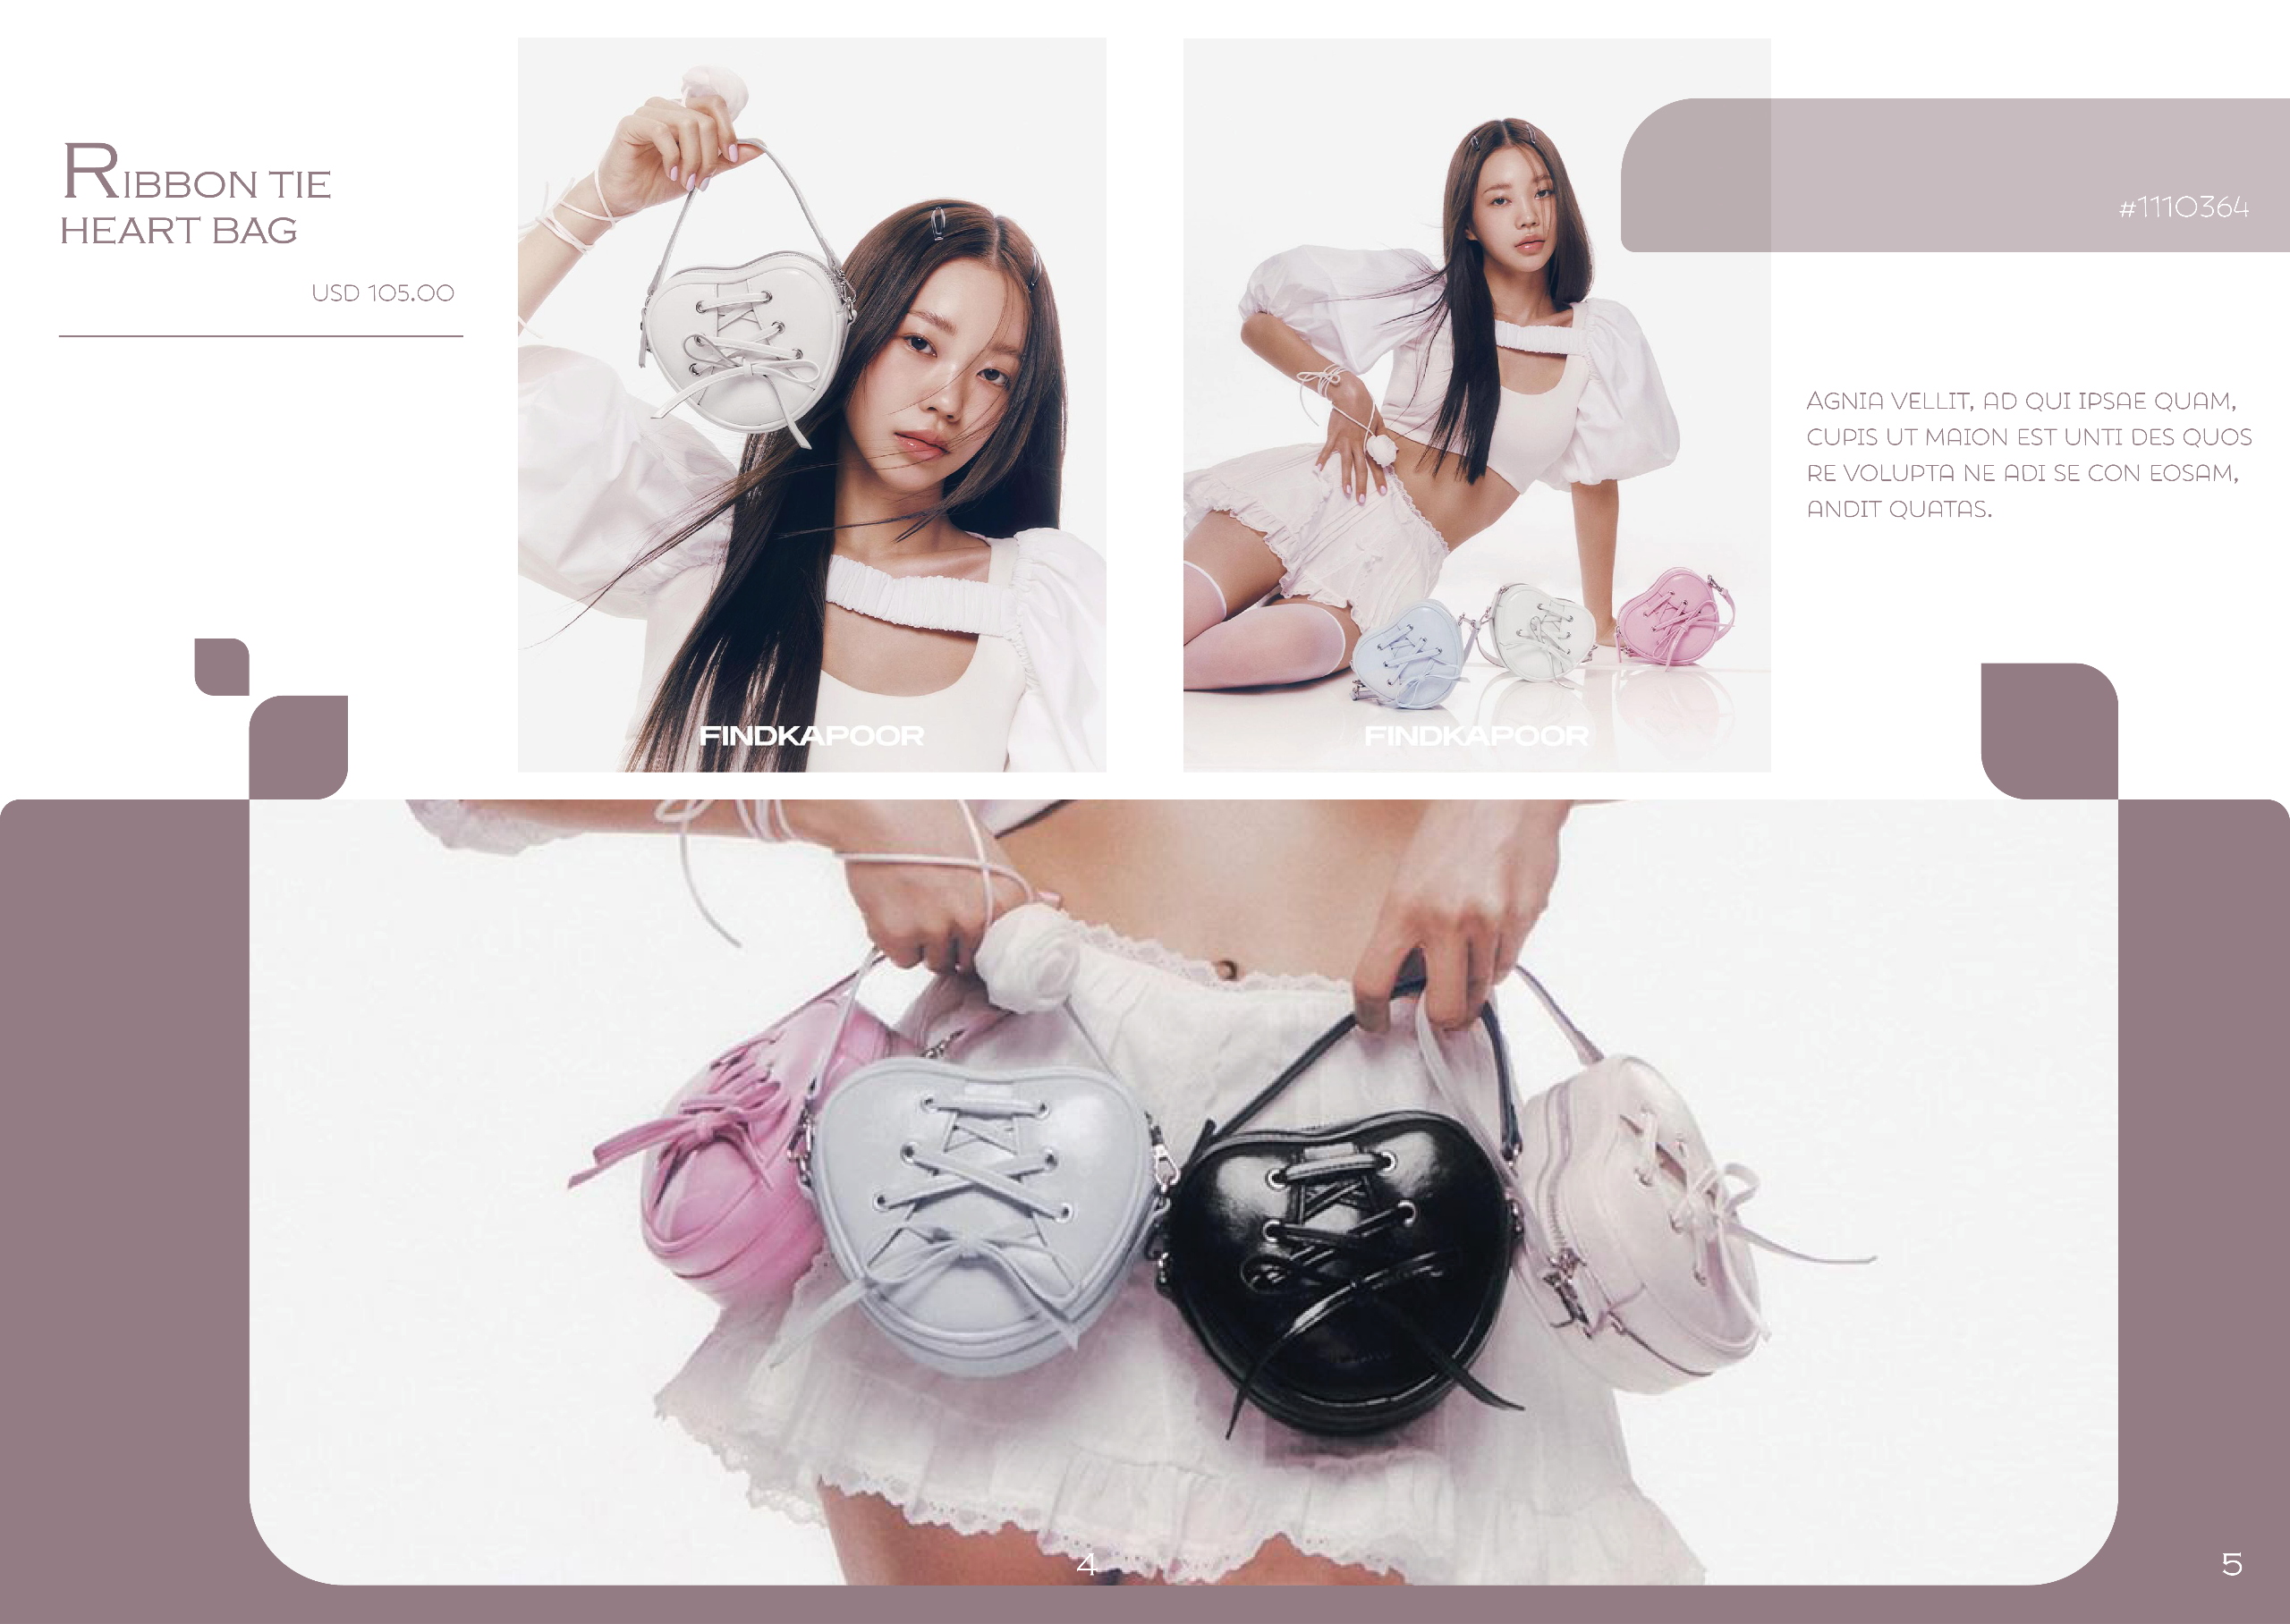 RIBBON TIE
HEART BAG
USD 105.00
FINDKAPOOR
FINDKAPOOR
#1110364
AGNIA VELLIT, AD QUI IPSAE QUAM,
CUPIS UT MAION EST UNTI DES QUOS
RE VOLUPTA NE ADI SE CON EOSAM,
ANDIT QUATAS.
4
5